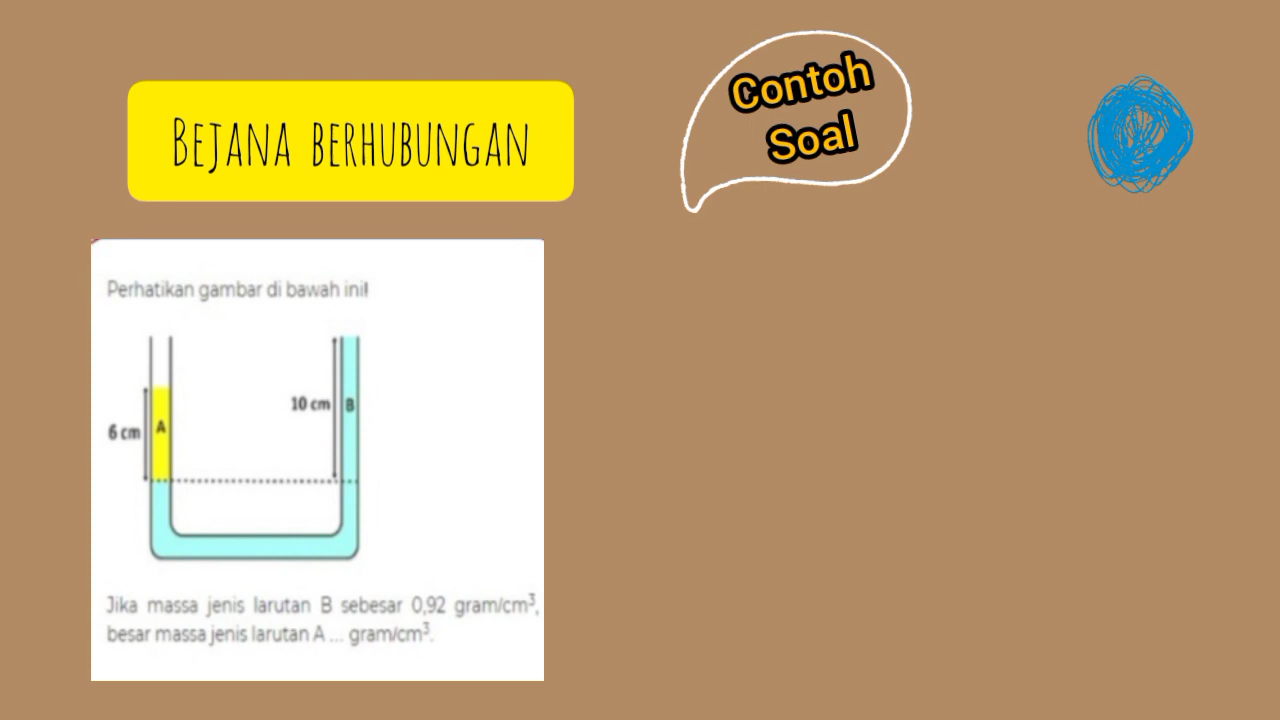 Bejana berhubungan
Contoh
Soal
Perhatikan gambar di bawah ini!
10 cm
B
6 cm
A
Jika massa jenis larutan B sebesar 0,92 gram/cm³,
besar massa jenis larutan A ... gram/cm³.